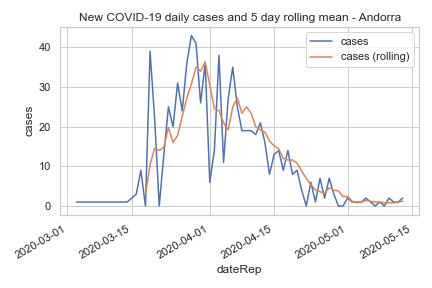 New COVID-19 daily cases and 5 day rolling mean - Andorra
cases
cases (rolling)
40
30
20
10
0
cases
2020-03-01
2020-03-15
2020-04-01
2020-04-15
2020-05-01
2020-05-15
dateRep